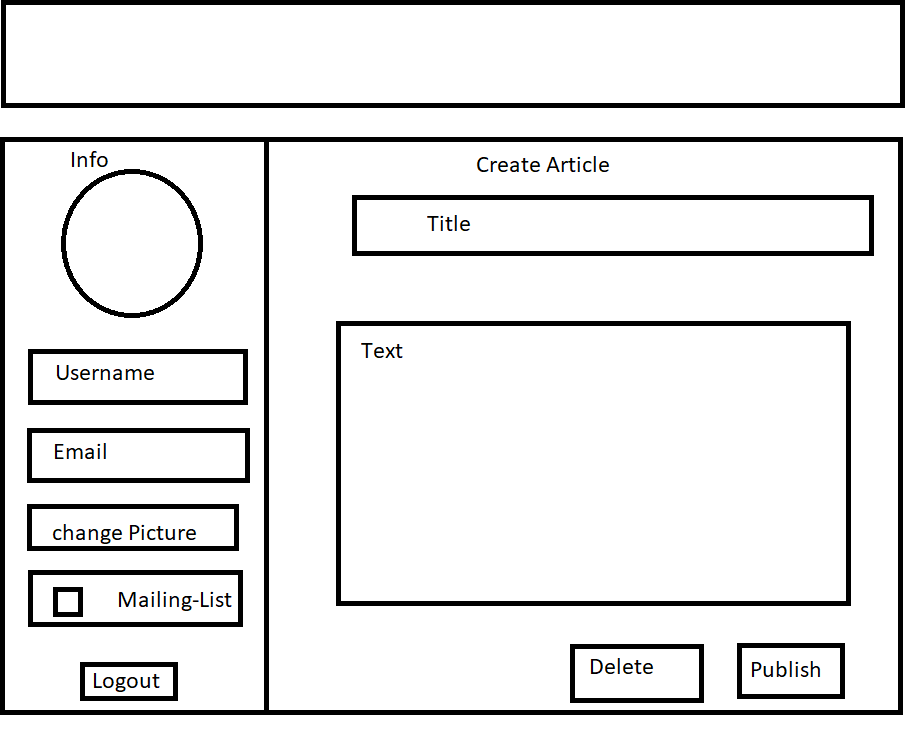 Info
Username
Email
change Picture
Mailing-List
Logout
Create Article
Title
Text
Delete
Publish